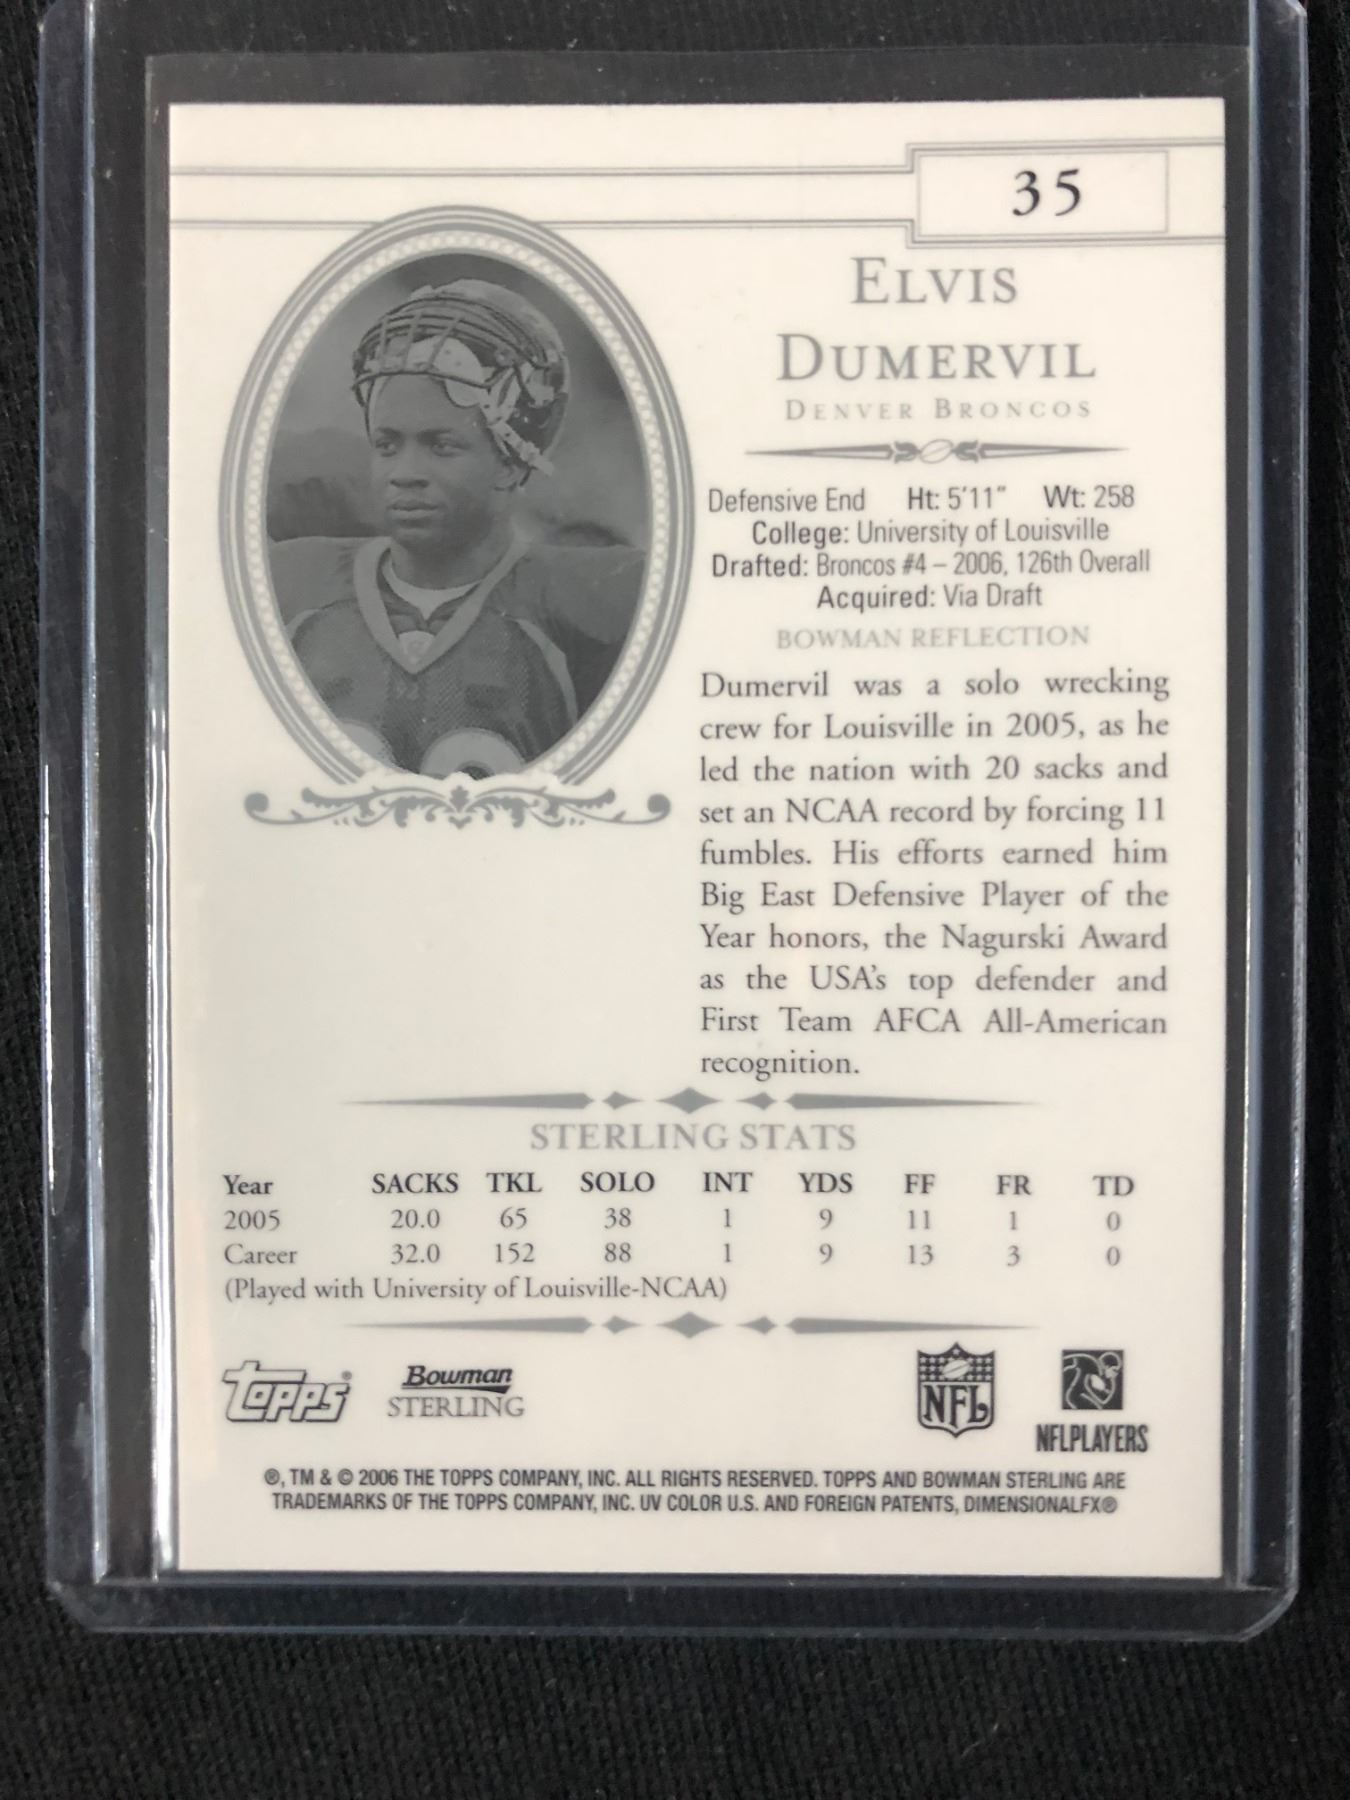 35
ELVIS
DUMERVIL
DENVER BRONCOS
Defensive End Ht: 5'11" Wt: 258
College: University of Louisville
Drafted: Broncos #4 – 2006, 126th Overall
Acquired: Via Draft
BOWMAN REFLECTION
Dumervil was a solo wrecking
crew for Louisville in 2005, as he
led the nation with 20 sacks and
set an NCAA record by forcing 11
fumbles. His efforts earned him
Big East Defensive Player of the
Year honors, the Nagurski Award
as the USA's top defender and
First Team AFCA All-American
recognition.
STERLING STATS
Year SACKS TKL SOLO INT YDS FF FR TD
2005 20.0 65 38 1 9 11 1 0
Career 32.0 152 88 1 9 13 3 0
(Played with University of Louisville-NCAA)
Topps® Bowman STERLING NFL NFLPLAYERS
®, TM & © 2006 THE TOPPS COMPANY, INC. ALL RIGHTS RESERVED. TOPPS AND BOWMAN STERLING ARE
TRADEMARKS OF THE TOPPS COMPANY, INC. UV COLOR U.S. AND FOREIGN PATENTS, DIMENSIONALFX®